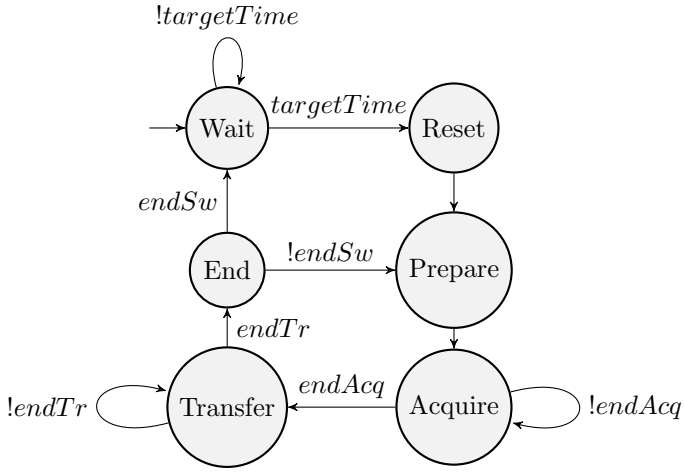 !targetTime
targetTime
Wait
Reset
endSw
!endSw
End
Prepare
endTr
endAcq
!endTr
Transfer
Acquire
!endAcq